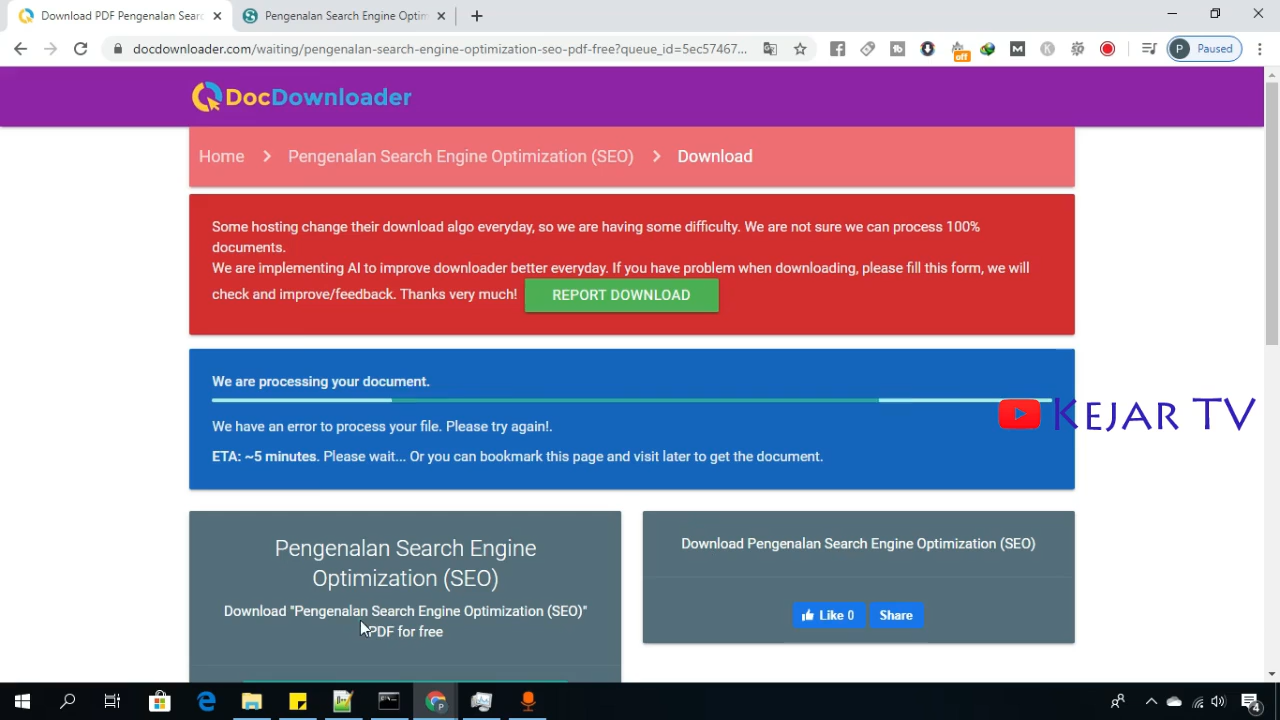 Download PDF Pengenalan Searc
Pengenalan Search Engine Optim
docdownloader.com/waiting/pengenalan-search-engine-optimization-seo-pdf-free?queue_id=5ec57467...
off
M
K
P Paused
DocDownloader
Home > Pengenalan Search Engine Optimization (SEO) > Download
Some hosting change their download algo everyday, so we are having some difficulty. We are not sure we can process 100%
documents.
We are implementing AI to improve downloader better everyday. If you have problem when downloading, please fill this form, we will
check and improve/feedback. Thanks very much! REPORT DOWNLOAD
We are processing your document.
We have an error to process your file. Please try again!.
ETA: ~5 minutes. Please wait... Or you can bookmark this page and visit later to get the document.
KEJAR TV
Pengenalan Search Engine
Optimization (SEO)
Download "Pengenalan Search Engine Optimization (SEO)"
PDF for free
Download Pengenalan Search Engine Optimization (SEO)
Like 0 Share
4